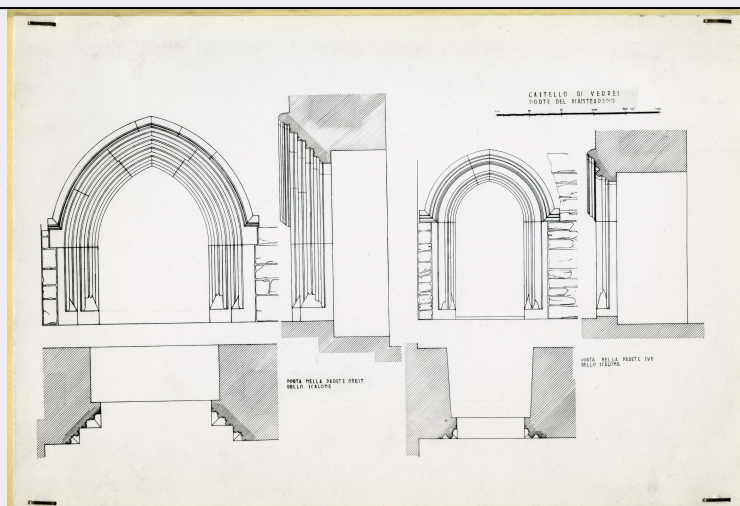 CASTELLO DI VERRES
PORTE DEL PIANTERRENO
PORTA NELLA PARETE OVEST
DELLO SCALONE
PORTA NELLA PARETE SUD
DELLO SCALONE